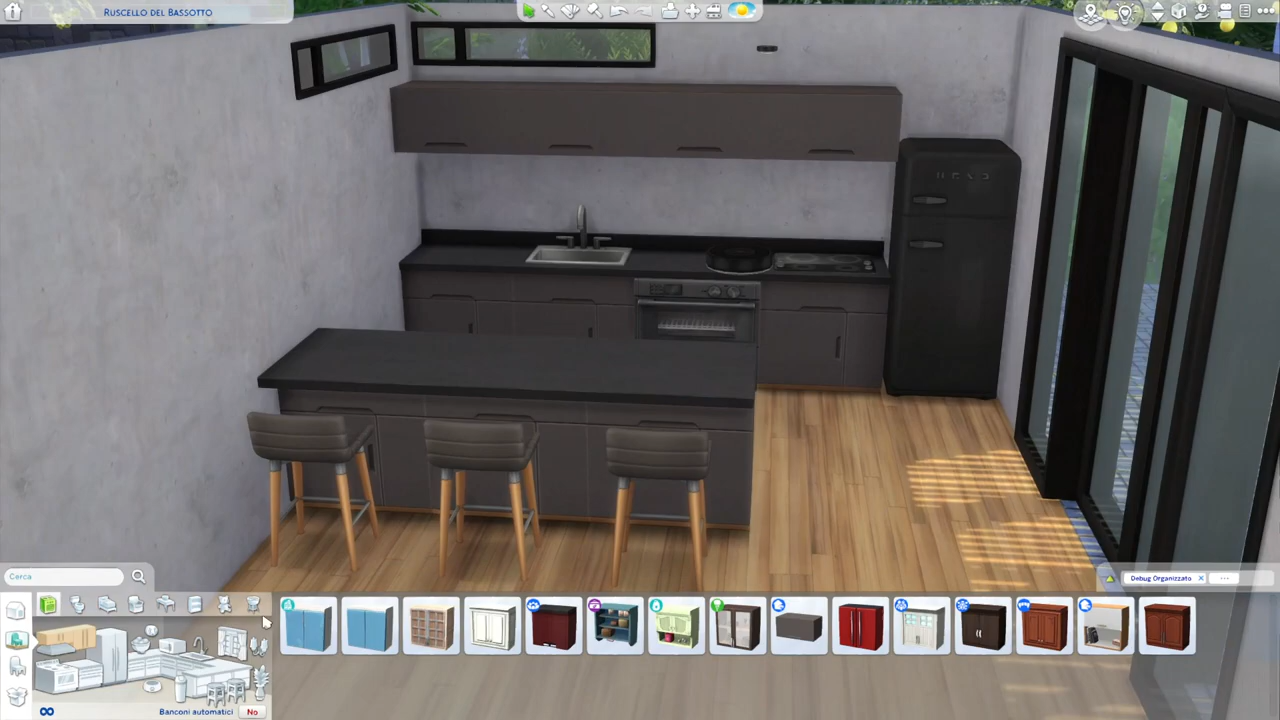 Ruscello del Bassotto
Cerca
Debug Organizzato
Banconi automatici No